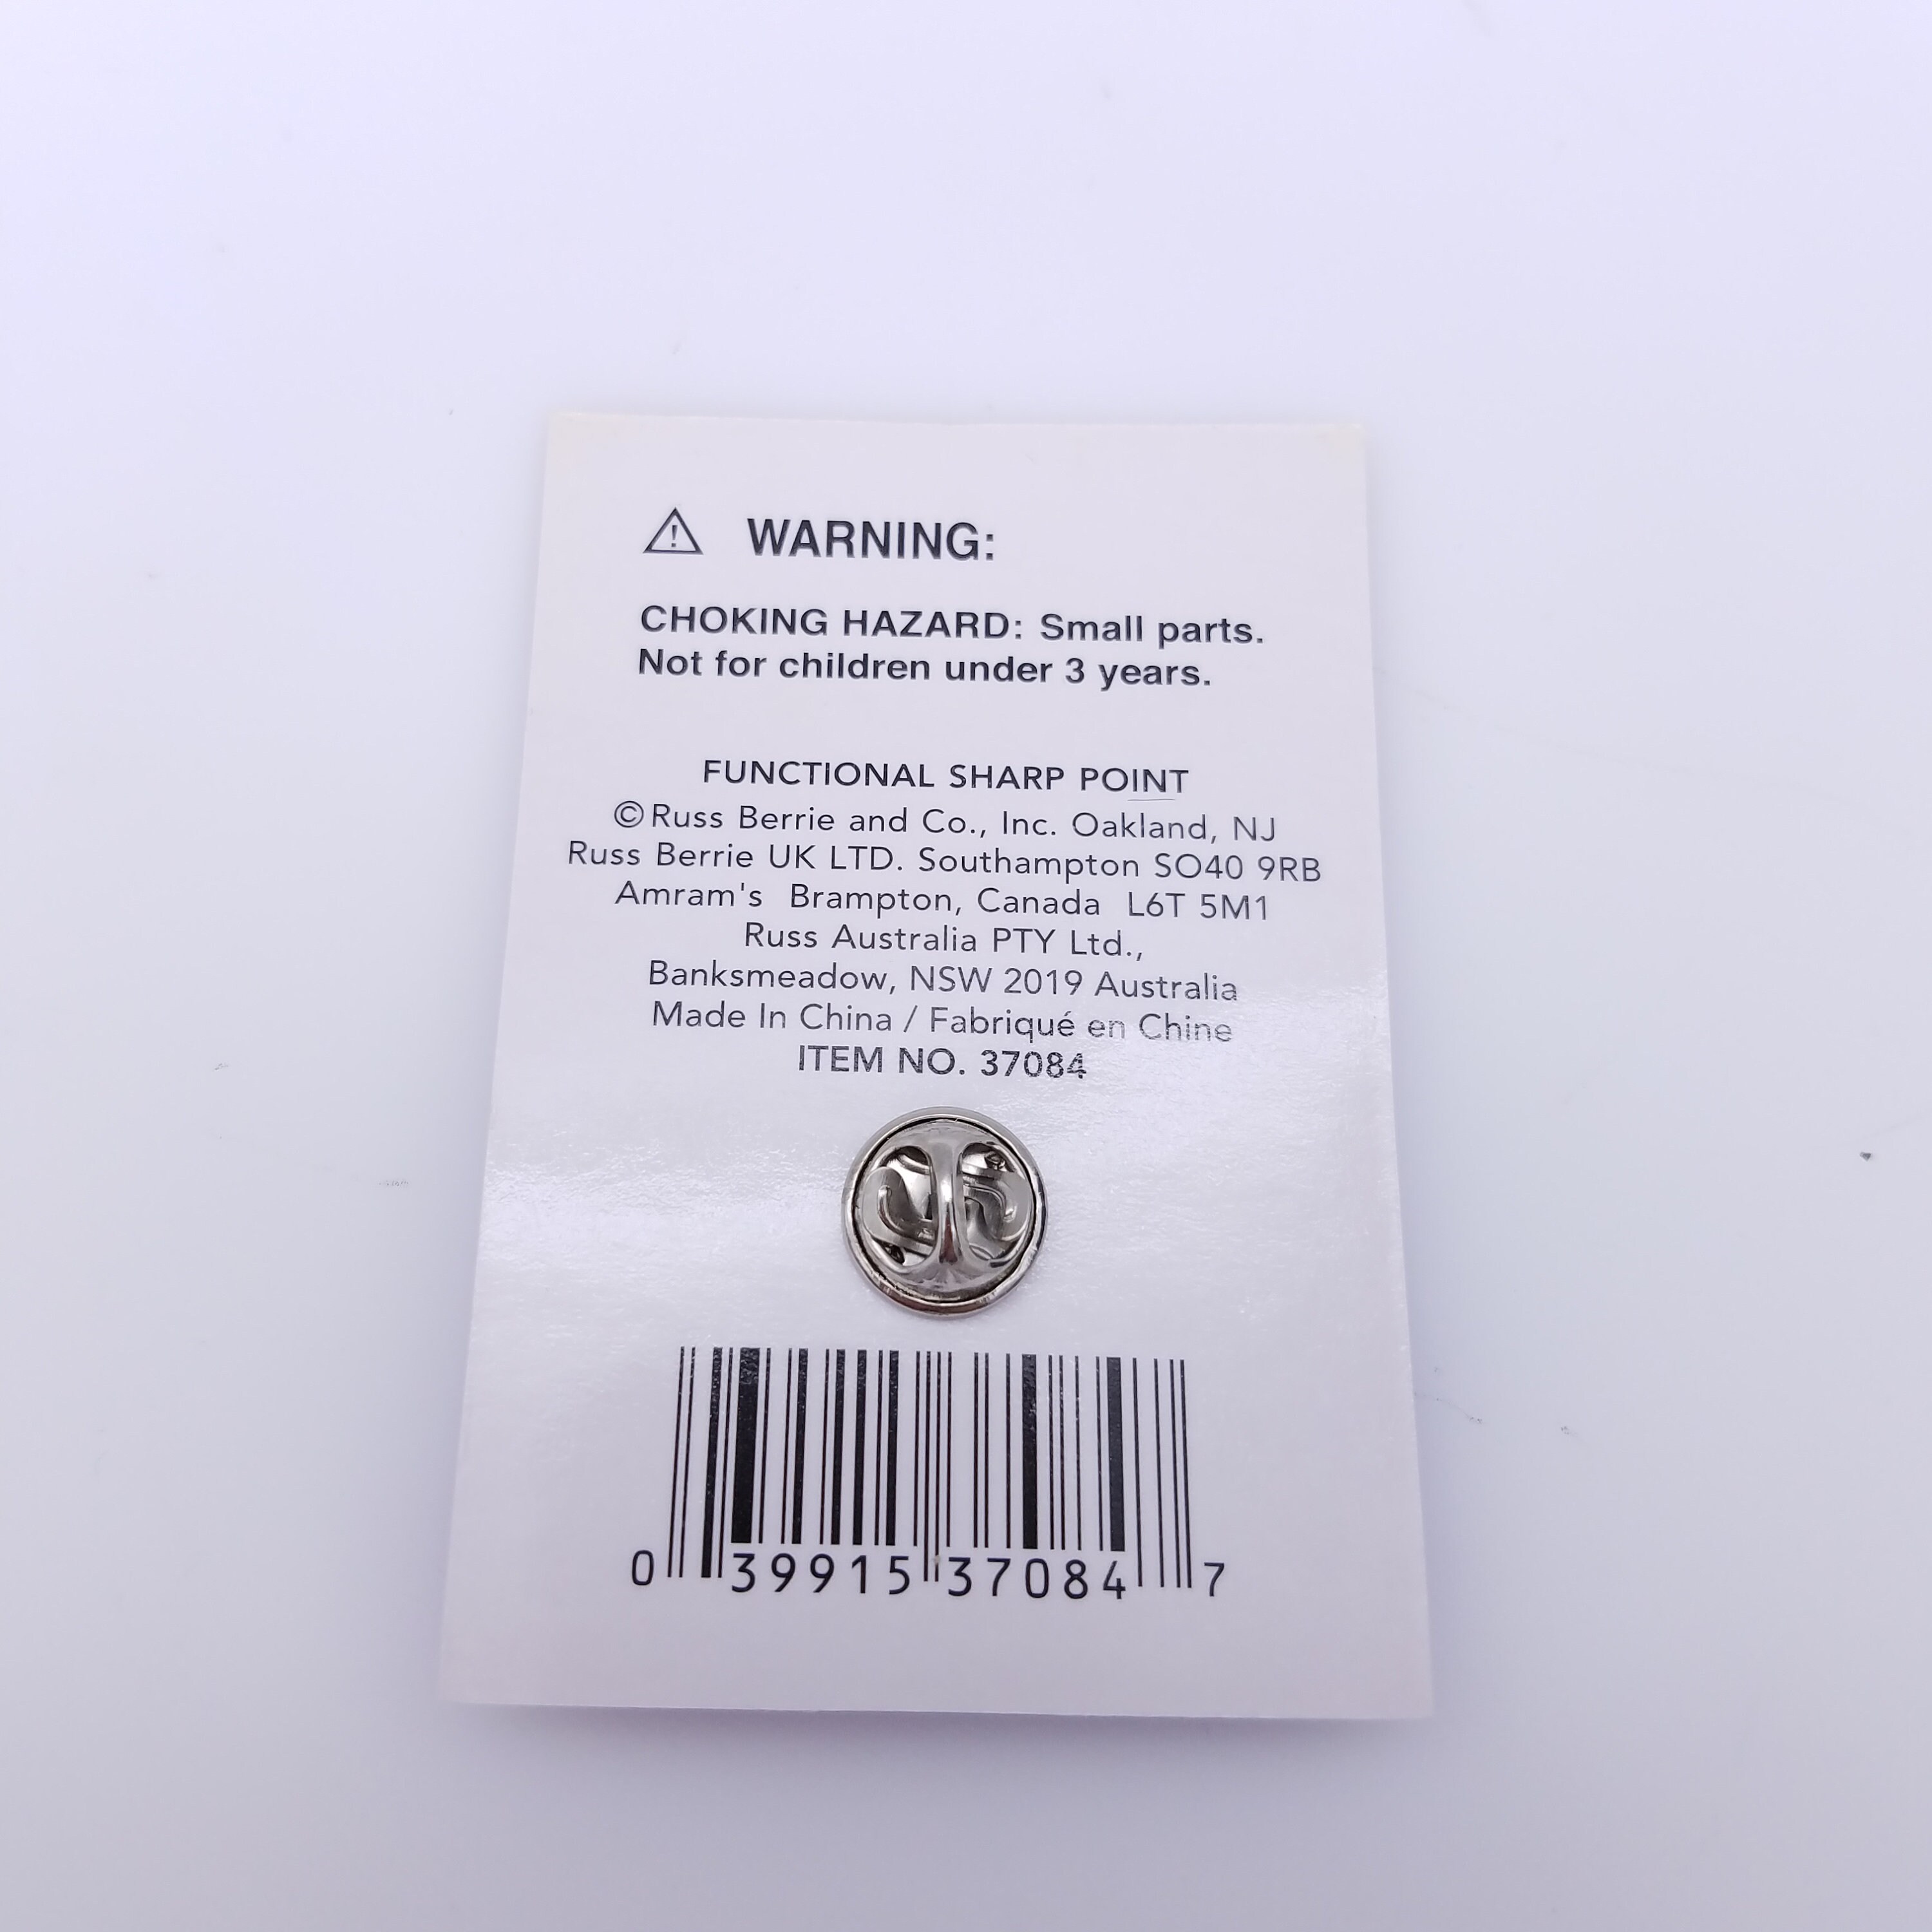 WARNING:
CHOKING HAZARD: Small parts.
Not for children under 3 years.
FUNCTIONAL SHARP POINT
©Russ Berrie and Co., Inc. Oakland, NJ
Russ Berrie UK LTD. Southampton SO40 9RB
Amram's Brampton, Canada L6T 5M1
Russ Australia PTY Ltd.,
Banksmeadow, NSW 2019 Australia
Made In China / Fabriqué en Chine
ITEM NO. 37084
0 39915 37084 7